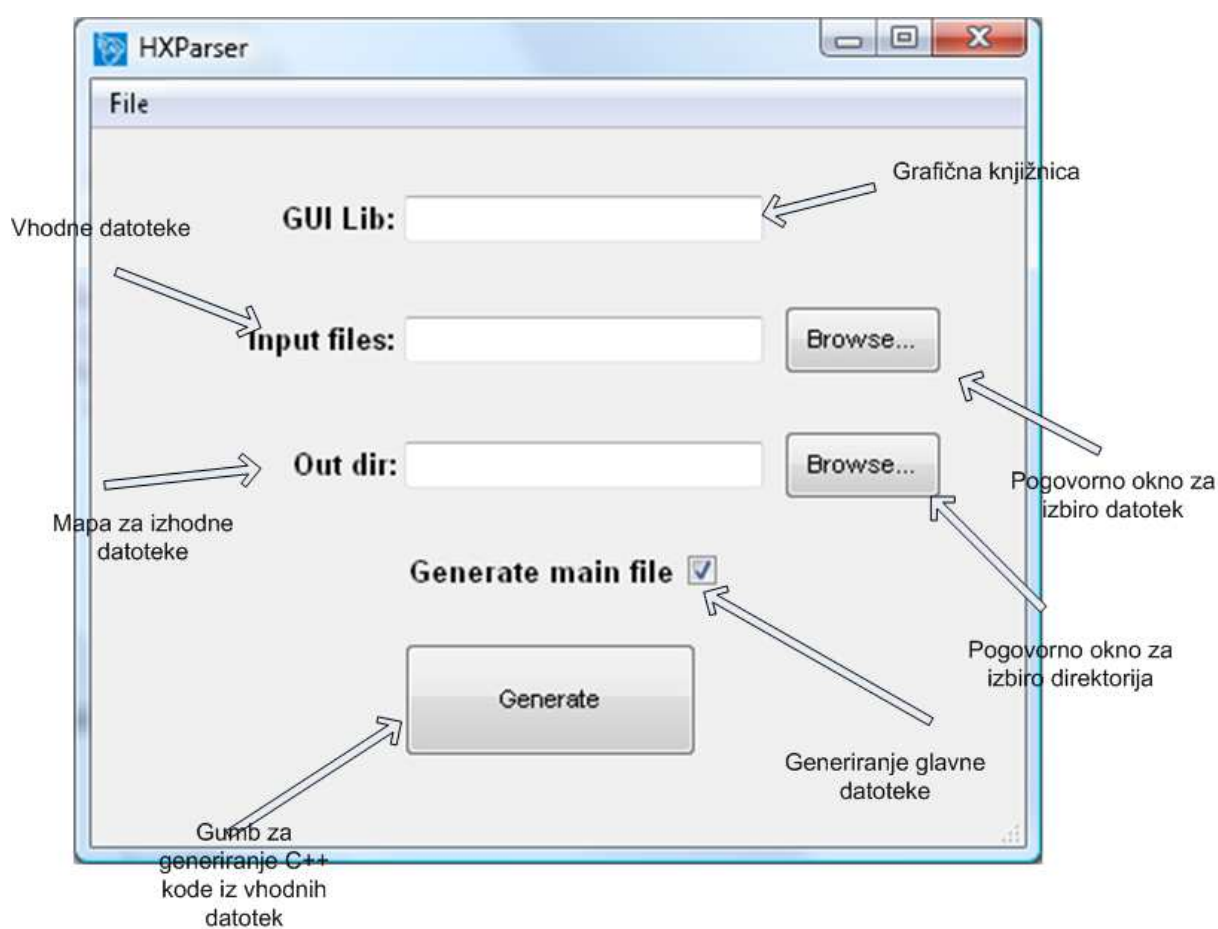 HXParser
File
Grafična knjižnica
GUI Lib:
Vhodne datoteke
Input files:
Browse...
Out dir:
Browse...
Pogovorno okno za
izbiro datotek
Mapa za izhodne
datoteke
Generate main file
Pogovorno okno za
izbiro direktorija
Generate
Generiranje glavne
datoteke
Gumb za
generiranje C++
kode iz vhodnih
datotek